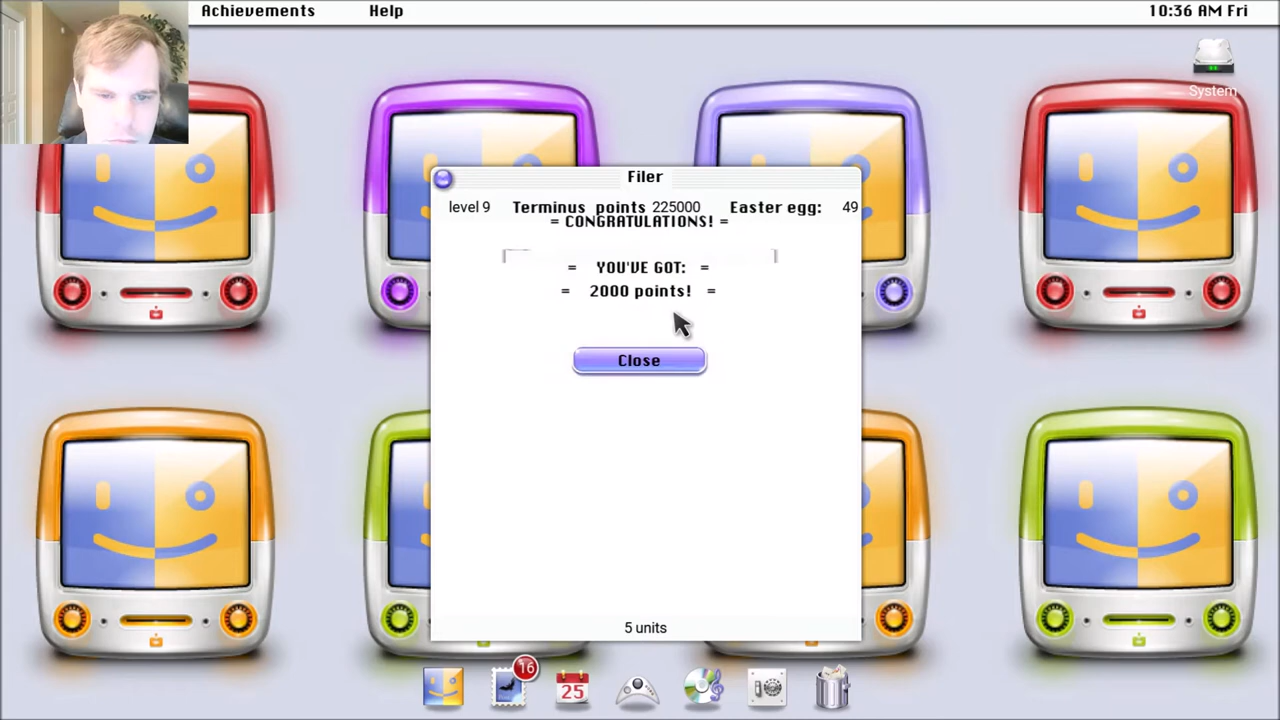 Achievements Help 10:36 AM Fri
System
Filer
level 9 Terminus points 225000 Easter egg: 49
= CONGRATULATIONS! =
= YOU'VE GOT: =
= 2000 points! =
Close
5 units
16
25